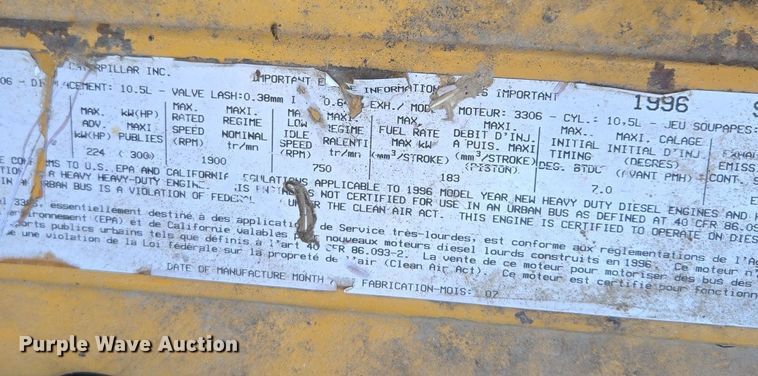 CATERPILLAR INC. IMPORTANT INFORMATION IMPORTANT 1996
CEMENT: 10.5L - VALVE LASH:0.38mm EXH./ MOTEUR: 3306 - CYL.: 10,5L - JEU SOUPAPES:
MAX. kW(HP) MAX. MAXI. MAX. MAXI. MAX. MAXI MAX. MAXI. CALAGE
ADV. MAXI RATED REGIME LOW REGIME FUEL RATE DEBIT D'INJ. INITIAL INITIAL D'INJ.
kW(HP) PUBLIES SPEED NOMINAL IDLE RALENTI MAX kW A PUIS. MAXI TIMING (DEGRES)
(RPM) tr/mn SPEED tr/mn (mm³/STROKE) (mm³/STROKE) DEG. BTDC (AVANT PMH)
(RPM) (PISTON)
224 ( 300) 1900 750 183 7.0
TO U.S. EPA AND CALIFORNIA REGULATIONS APPLICABLE TO 1996 MODEL YEAR NEW HEAVY DUTY DIESEL ENGINES AND
A HEAVY HEAVY-DUTY ENGINE. IS NOT CERTIFIED FOR USE IN AN URBAN BUS AS DEFINED AT 40 CFR 86.093
IN AN URBAN BUS IS A VIOLATION OF FEDERAL UNDER THE CLEAN AIR ACT. THIS ENGINE IS CERTIFIED TO OPERATE ON
essentiellement destiné à des applications de Service très-lourdes, est conforme aux réglementations de
(EPA) et de Californie valables nouveaux moteurs diesel lourds construits en 1996. Ce moteur
publics urbains tels que définis à l'art 40 CFR 86.093-2. La vente de ce moteur pour motoriser des bus des
une violation de la Loi fédérale sur la propreté de l'air (Clean Air Act). Ce moteur est certifié pour
DATE OF MANUFACTURE MONTH FABRICATION-MOIS: 07
Purple Wave Auction